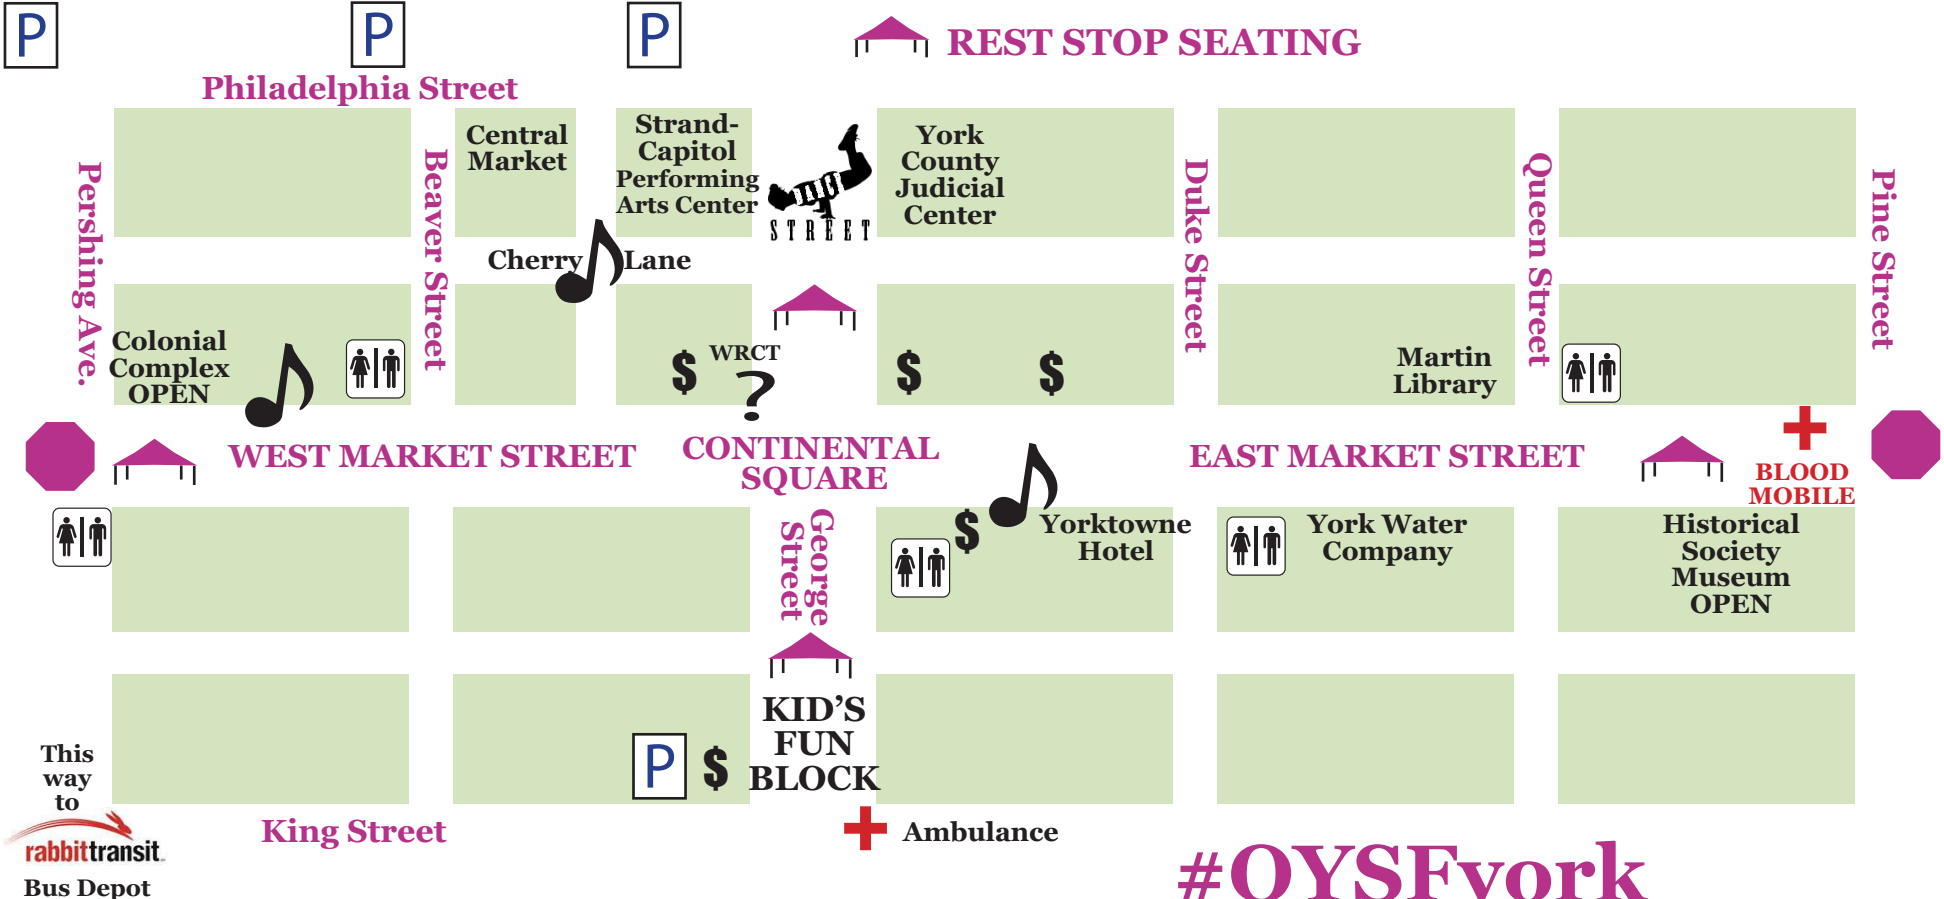 P
P
P
REST STOP SEATING
Philadelphia Street
Pershing Ave.
Beaver Street
Central
Market
Strand-
Capitol
Performing
Arts Center
STREET
York
County
Judicial
Center
Duke Street
Queen Street
Pine Street
Cherry Lane
Colonial
Complex
OPEN
$
WRCT
?
$
$
Martin
Library
WEST MARKET STREET
CONTINENTAL
SQUARE
EAST MARKET STREET
BLOOD
MOBILE
George
Street
$
Yorktowne
Hotel
York Water
Company
Historical
Society
Museum
OPEN
KID'S
FUN
BLOCK
P
$
This
way
to
rabbittransit
Bus Depot
King Street
Ambulance
#OYSFyork